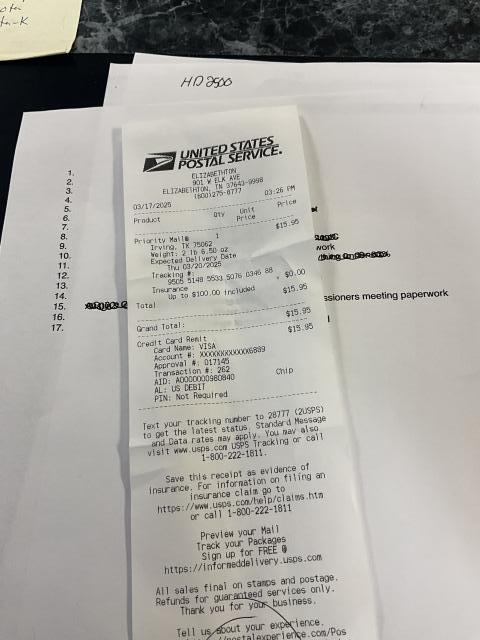 HD2500
UNITED STATES
POSTAL SERVICE.
ELIZABETHTON
901 W ELK AVE
ELIZABETHTON, TN 37643-9998
(800)275-8777
03/17/2025 03:26 PM
Product Qty Unit Price
Price
Priority Mail® 1 $15.95
Irving, TX 75062
Weight: 2 lb 6.50 oz
Expected Delivery Date
Thu 03/20/2025
Tracking #:
9505 5148 5533 5076 0346 88
Insurance $0.00
Up to $100.00 included
Total $15.95
Grand Total: $15.95
Credit Card Remit $15.95
Card Name: VISA
Account #: XXXXXXXXXXXX6889
Approval #: 017145
Transaction #: 262
AID: A0000000980840 Chip
AL: US DEBIT
PIN: Not Required
Text your tracking number to 28777 (2USPS)
to get the latest status. Standard Message
and Data rates may apply. You may also
visit www.usps.com USPS Tracking or call
1-800-222-1811.
Save this receipt as evidence of
insurance. For information on filing an
insurance claim go to
https://www.usps.com/help/claims.htm
or call 1-800-222-1811
Preview your Mail
Track your Packages
Sign up for FREE @
https://informeddelivery.usps.com
All sales final on stamps and postage.
Refunds for guaranteed services only.
Thank you for your business.
Tell us about your experience.
postalexperience.com/Pos
1.
2.
3.
4.
5.
6.
7.
8.
9.
10. work
11.
12.
13.
14. ssioners meeting paperwork
15.
16.
17.